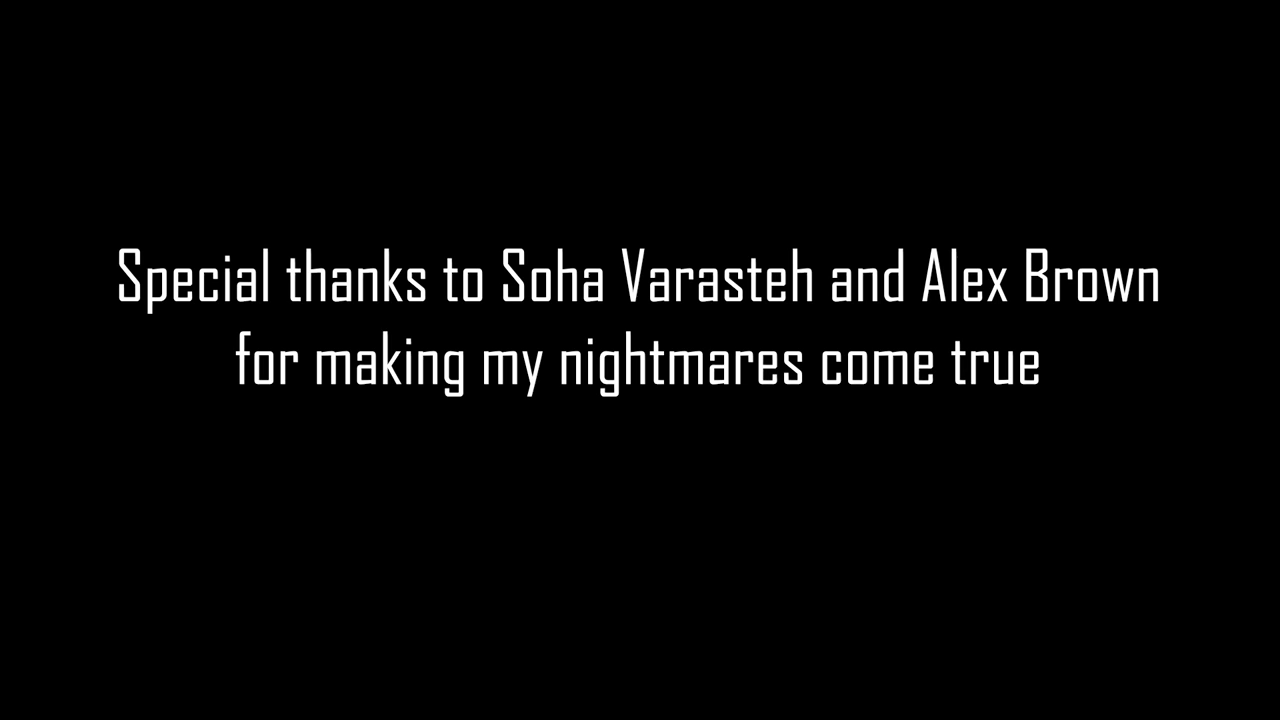 Special thanks to Soha Varasteh and Alex Brown
for making my nightmares come true